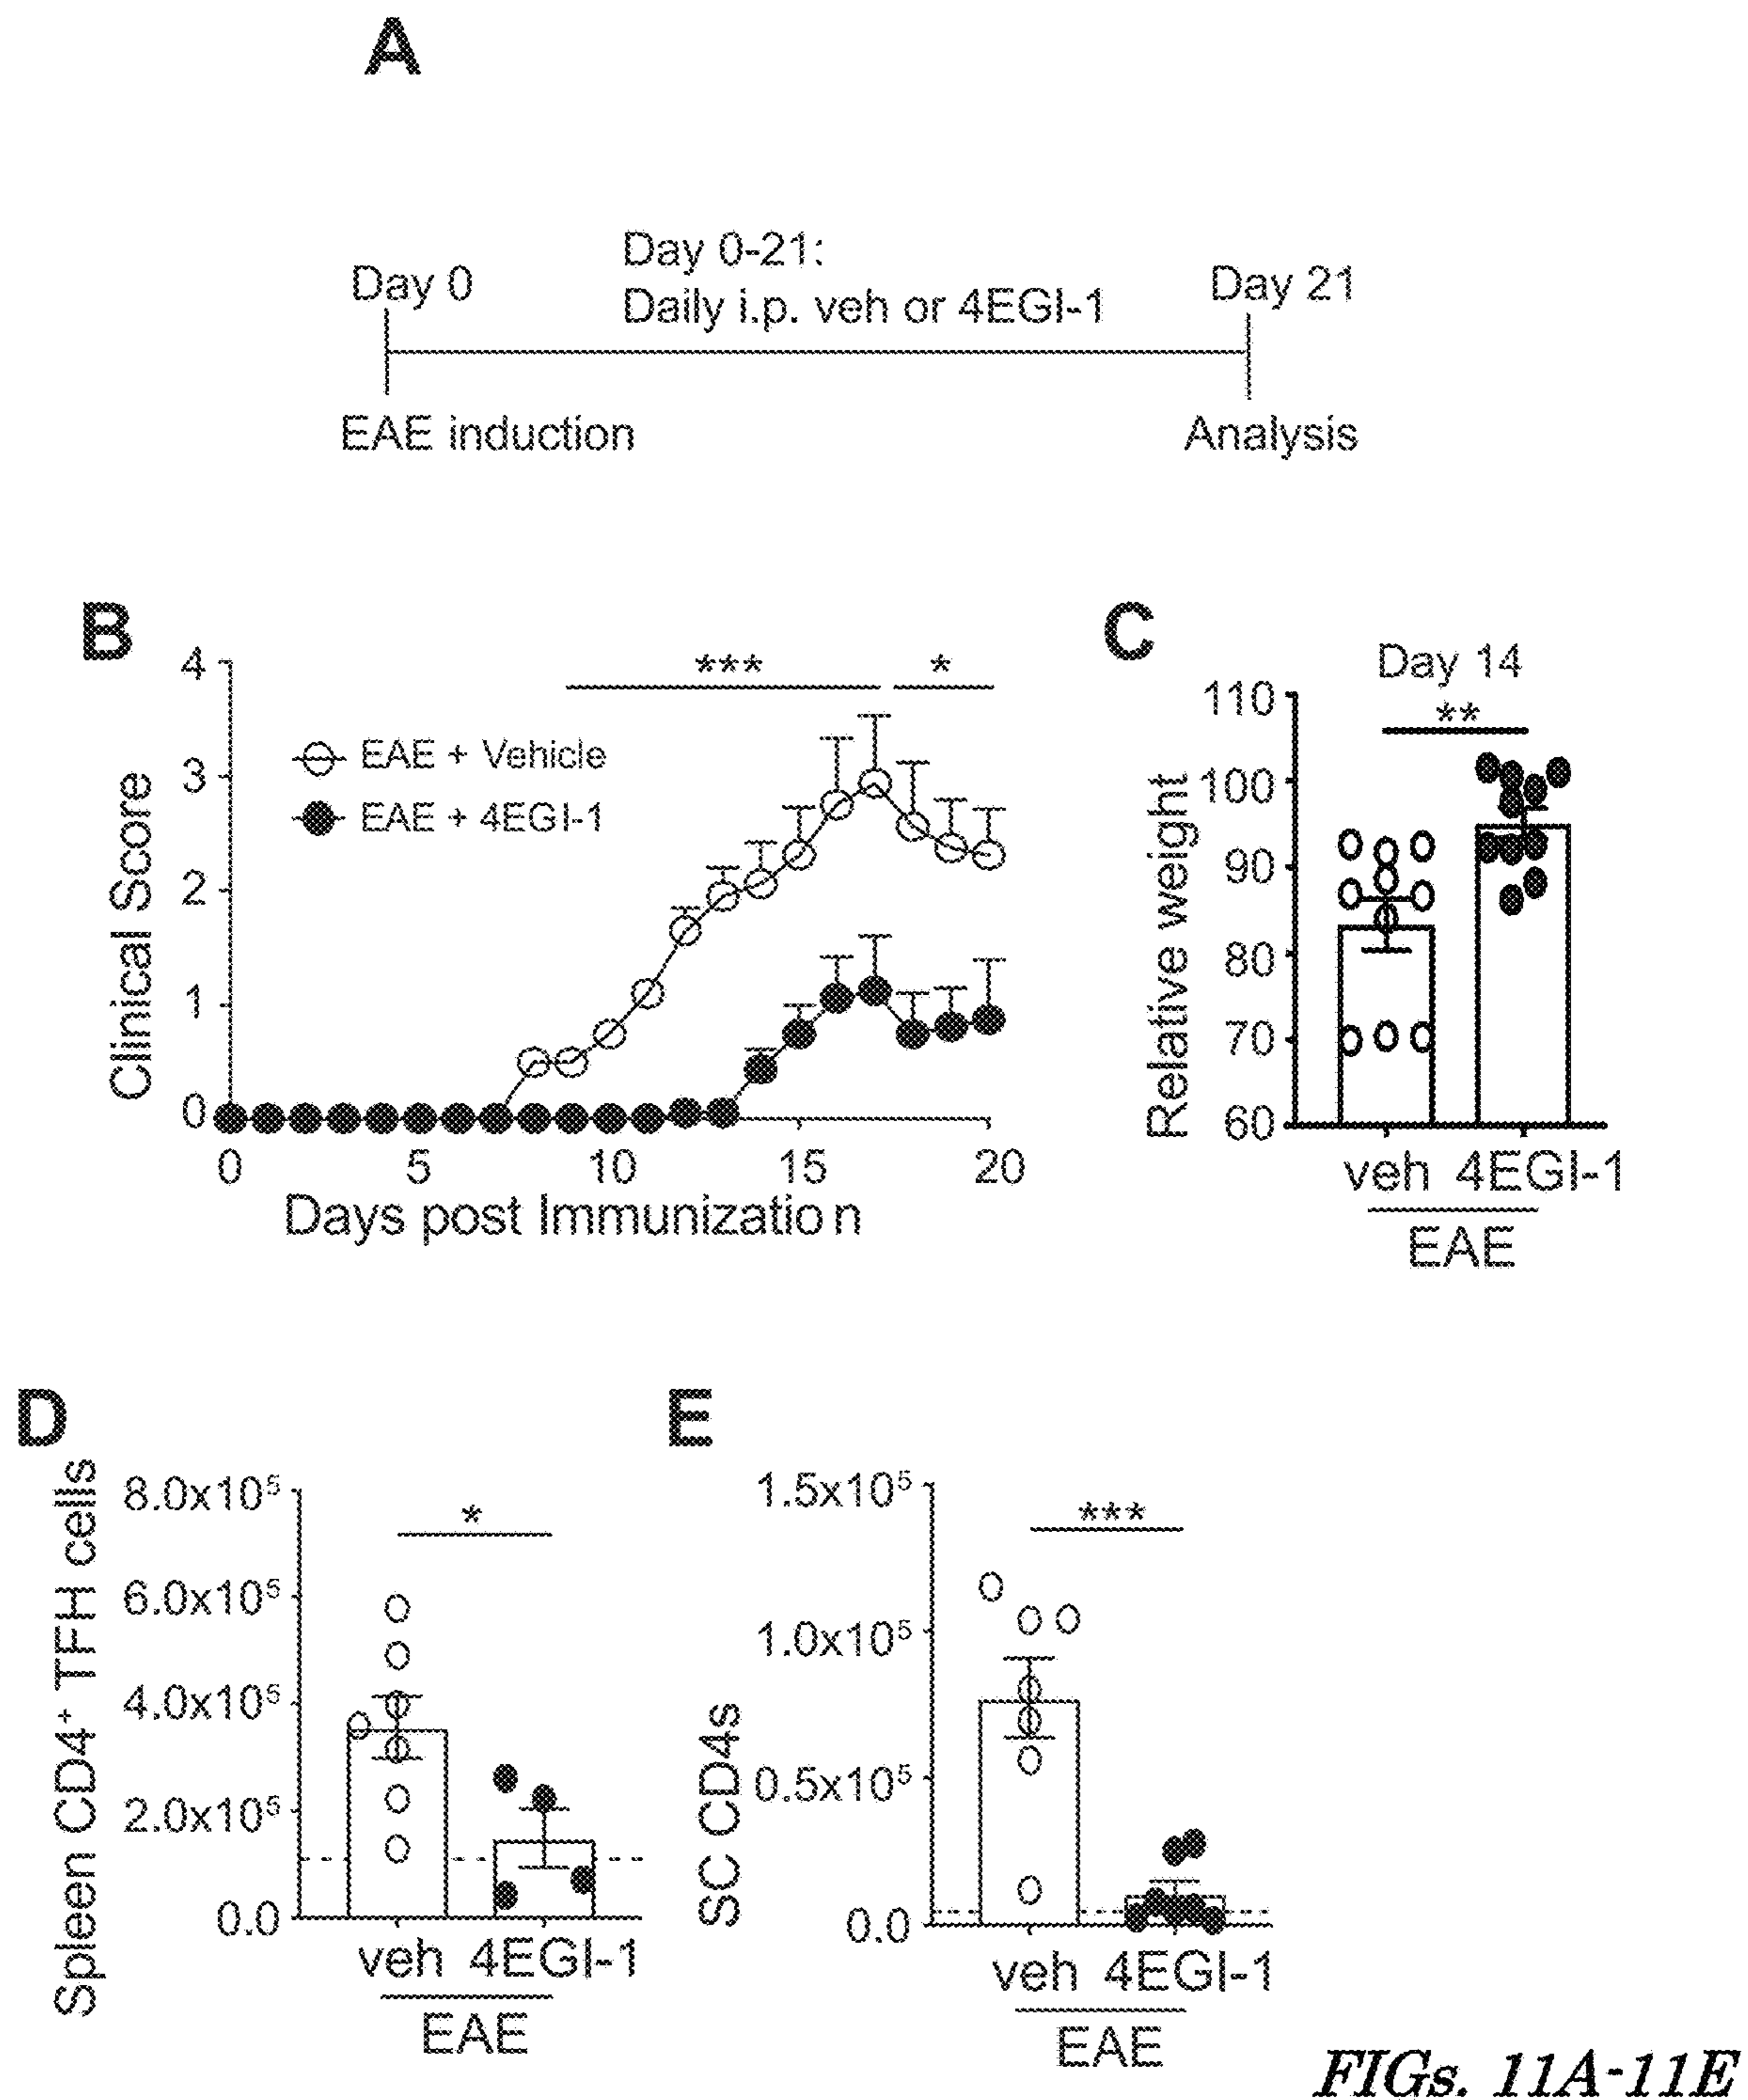 A
Day 0
Day 0-21:
Daily i.p. veh or 4EGI-1
Day 21
EAE induction
Analysis
B
Clinical Score
4
3
2
1
0
***
*
EAE + Vehicle
EAE + 4EGI-1
0 5 10 15 20
Days post Immunization
C
Day 14
**
Relative weight
110
100
90
80
70
60
veh 4EGI-1
EAE
D
Spleen CD4⁺ TFH cells
8.0x10⁵
6.0x10⁵
4.0x10⁵
2.0x10⁵
0.0
*
veh 4EGI-1
EAE
E
SC CD4s
1.5x10⁵
1.0x10⁵
0.5x10⁵
0.0
***
veh 4EGI-1
EAE
FIGs. 11A-11E